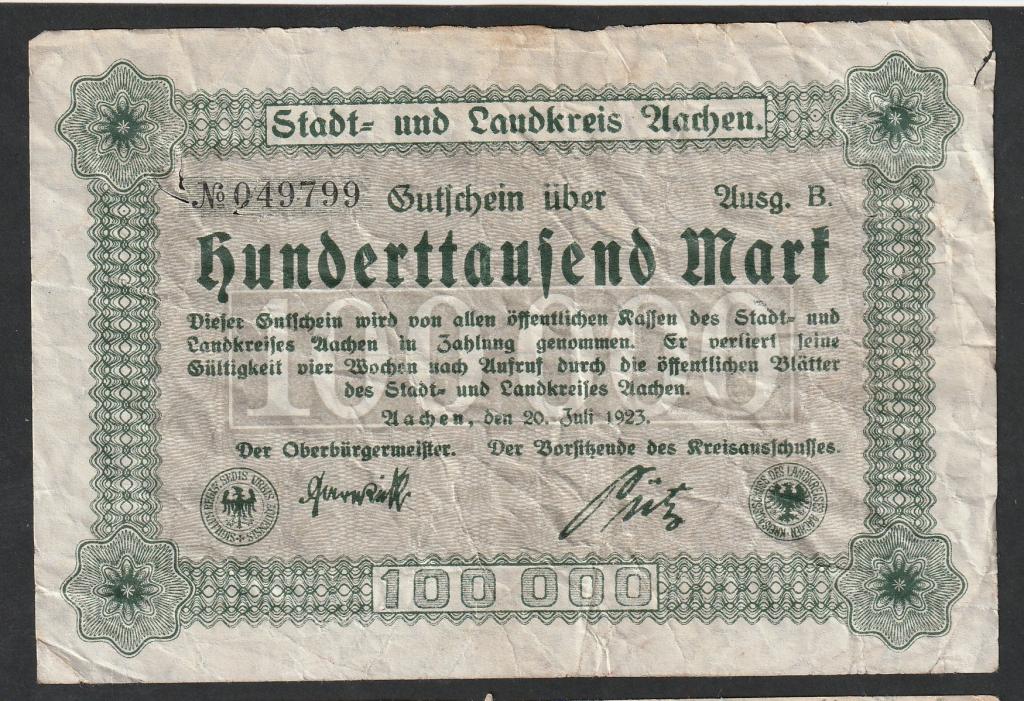 Stadt- und Landkreis Aachen.
№ 049799 Gutschein über Ausg. B.
Hunderttausend Mark
100 000
Dieser Gutschein wird von allen öffentlichen Kassen des Stadt- und
Landkreises Aachen in Zahlung genommen. Er verliert seine
Gültigkeit vier Wochen nach Aufruf durch die öffentlichen Blätter
des Stadt- und Landkreises Aachen.
Aachen, den 20. Juli 1923.
Der Oberbürgermeister. Der Vorsitzende des Kreisausschusses.
100 000